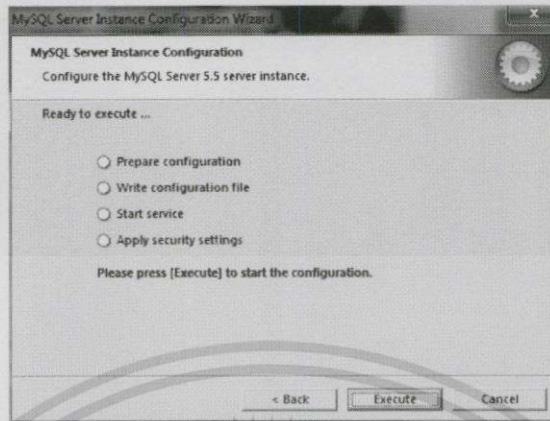 MySQL Server Instance Configuration Wizard
MySQL Server Instance Configuration
Configure the MySQL Server 5.5 server instance.
Ready to execute ...
Prepare configuration
Write configuration file
Start service
Apply security settings
Please press [Execute] to start the configuration.
< Back
Execute
Cancel